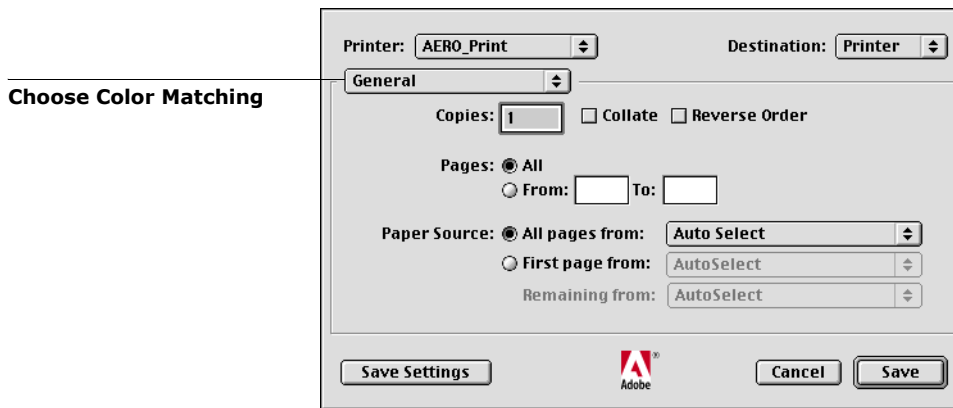 Printer: AERO_Print Destination: Printer
General
Choose Color Matching
Copies: 1 Collate Reverse Order
Pages: All
From: To:
Paper Source: All pages from: Auto Select
First page from: AutoSelect
Remaining from: AutoSelect
Save Settings Adobe ® Cancel Save